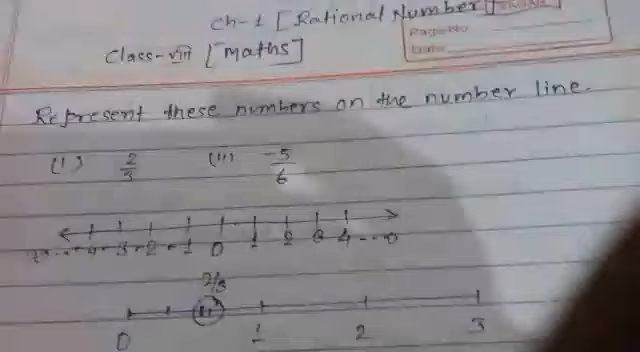 Ch-1 [Rational Number]
Page No
Date
Class-viii [Maths]
Represent these numbers on the number line.
(i) 2/3 (ii) -5/6
-4 -3 -2 -1 0 1 2 3 4
2/3
0 1 2 3